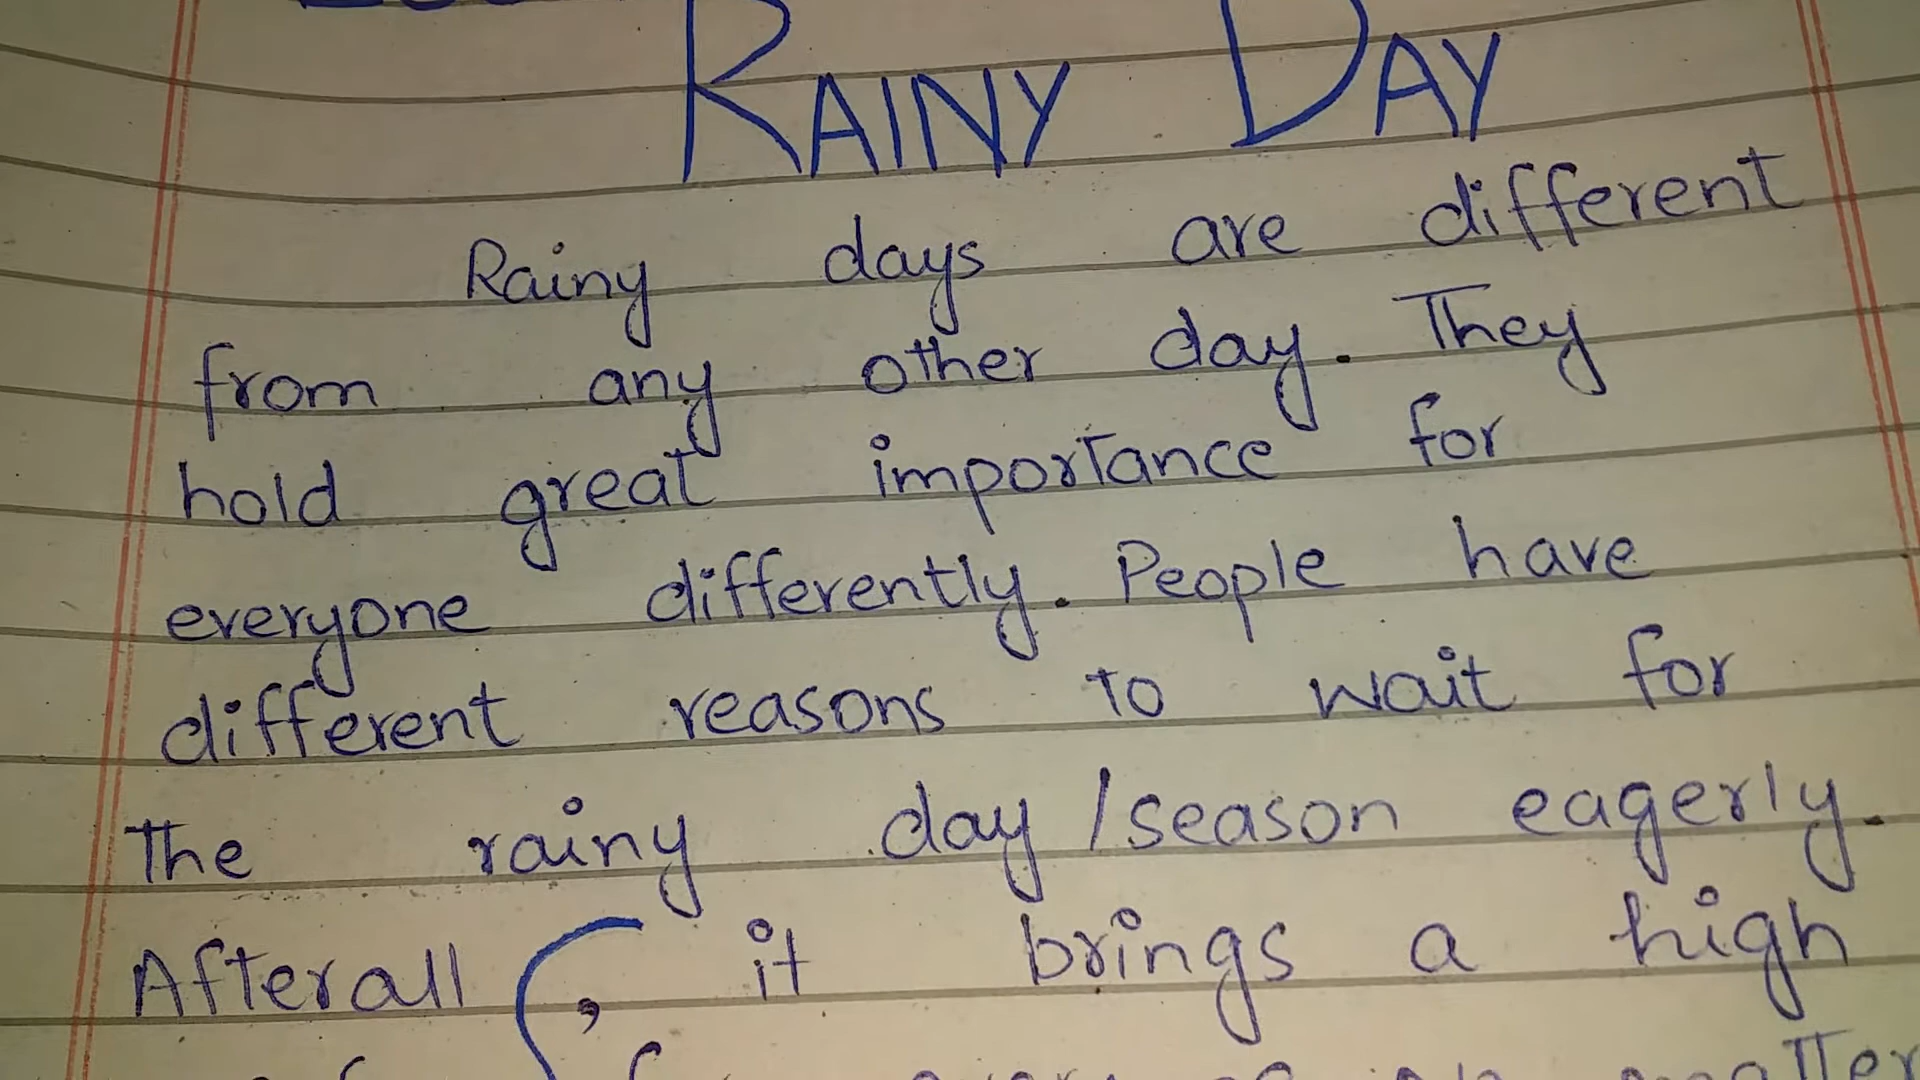 RAINY DAY
Rainy days are different
from any other day. They
hold great importance for
everyone differently. People have
different reasons to wait for
the rainy day/season eagerly.
Afterall, it brings a high